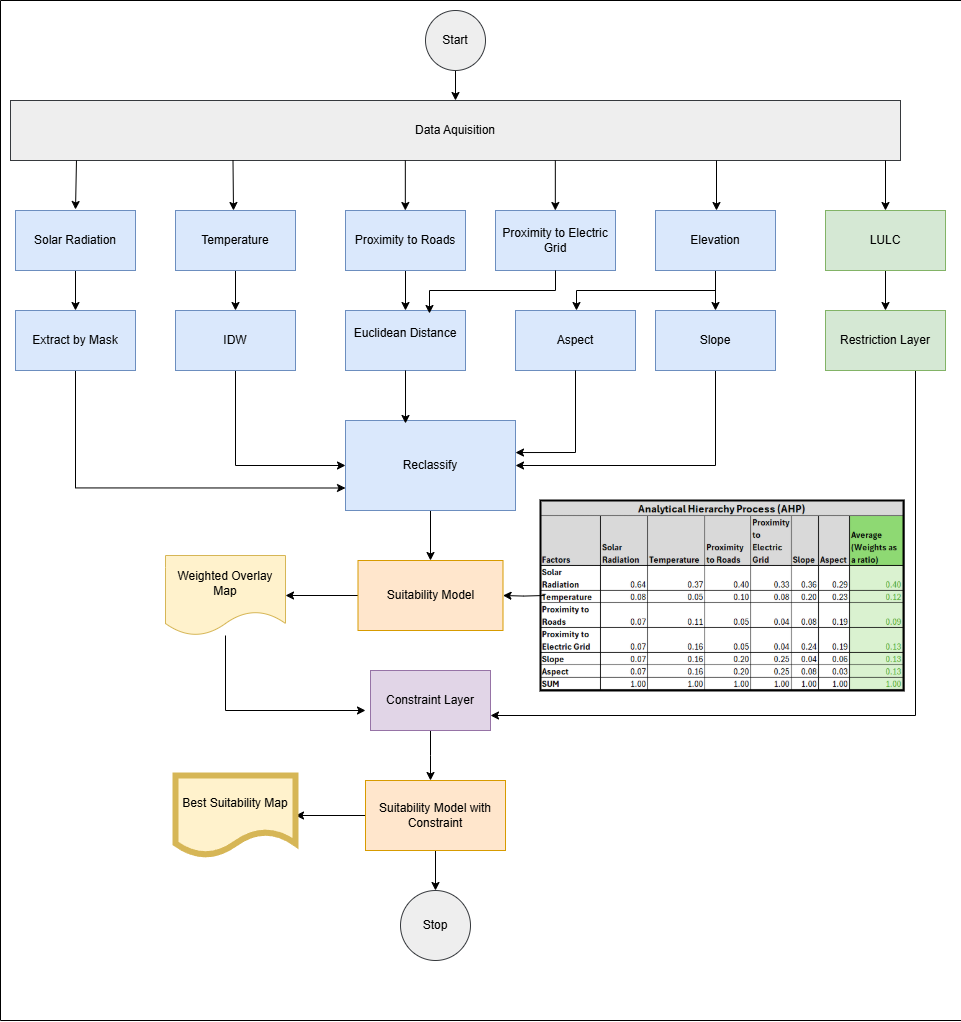 Start
Data Aquisition
Solar Radiation
Temperature
Proximity to Roads
Proximity to Electric
Grid
Elevation
LULC
Extract by Mask
IDW
Euclidean Distance
Aspect
Slope
Restriction Layer
Reclassify
Analytical Hierarchy Process (AHP)
Factors
Solar
Radiation
Temperature
Proximity
to Roads
Proximity
to
Electric
Grid
Slope
Aspect
Average
(Weights as
a ratio)
Solar
Radiation 0.64 0.37 0.40 0.33 0.36 0.29 0.40
Temperature 0.08 0.05 0.10 0.08 0.20 0.23 0.12
Proximity to
Roads 0.07 0.11 0.05 0.04 0.08 0.19 0.09
Proximity to
Electric Grid 0.07 0.16 0.05 0.04 0.24 0.19 0.13
Slope 0.07 0.16 0.20 0.25 0.04 0.06 0.13
Aspect 0.07 0.16 0.20 0.25 0.08 0.03 0.13
SUM 1.00 1.00 1.00 1.00 1.00 1.00 1.00
Weighted Overlay
Map
Suitability Model
Constraint Layer
Best Suitability Map
Suitability Model with
Constraint
Stop